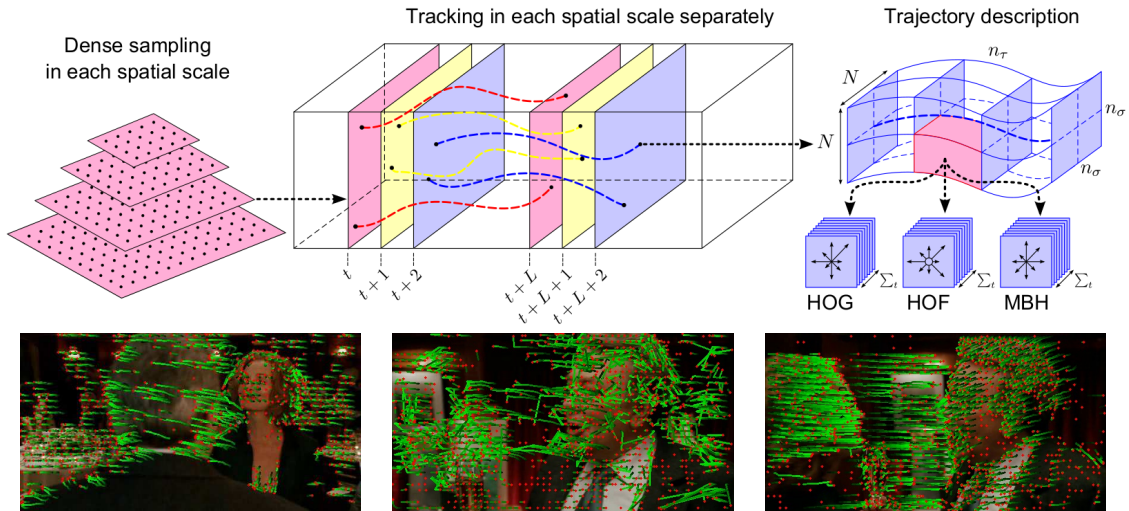 Dense sampling
in each spatial scale
Tracking in each spatial scale separately
t
t + 1
t + 2
t + L
t + L + 1
t + L + 2
Trajectory description
N
n_τ
N
n_σ
n_σ
Σ_t
Σ_t
Σ_t
HOG
HOF
MBH